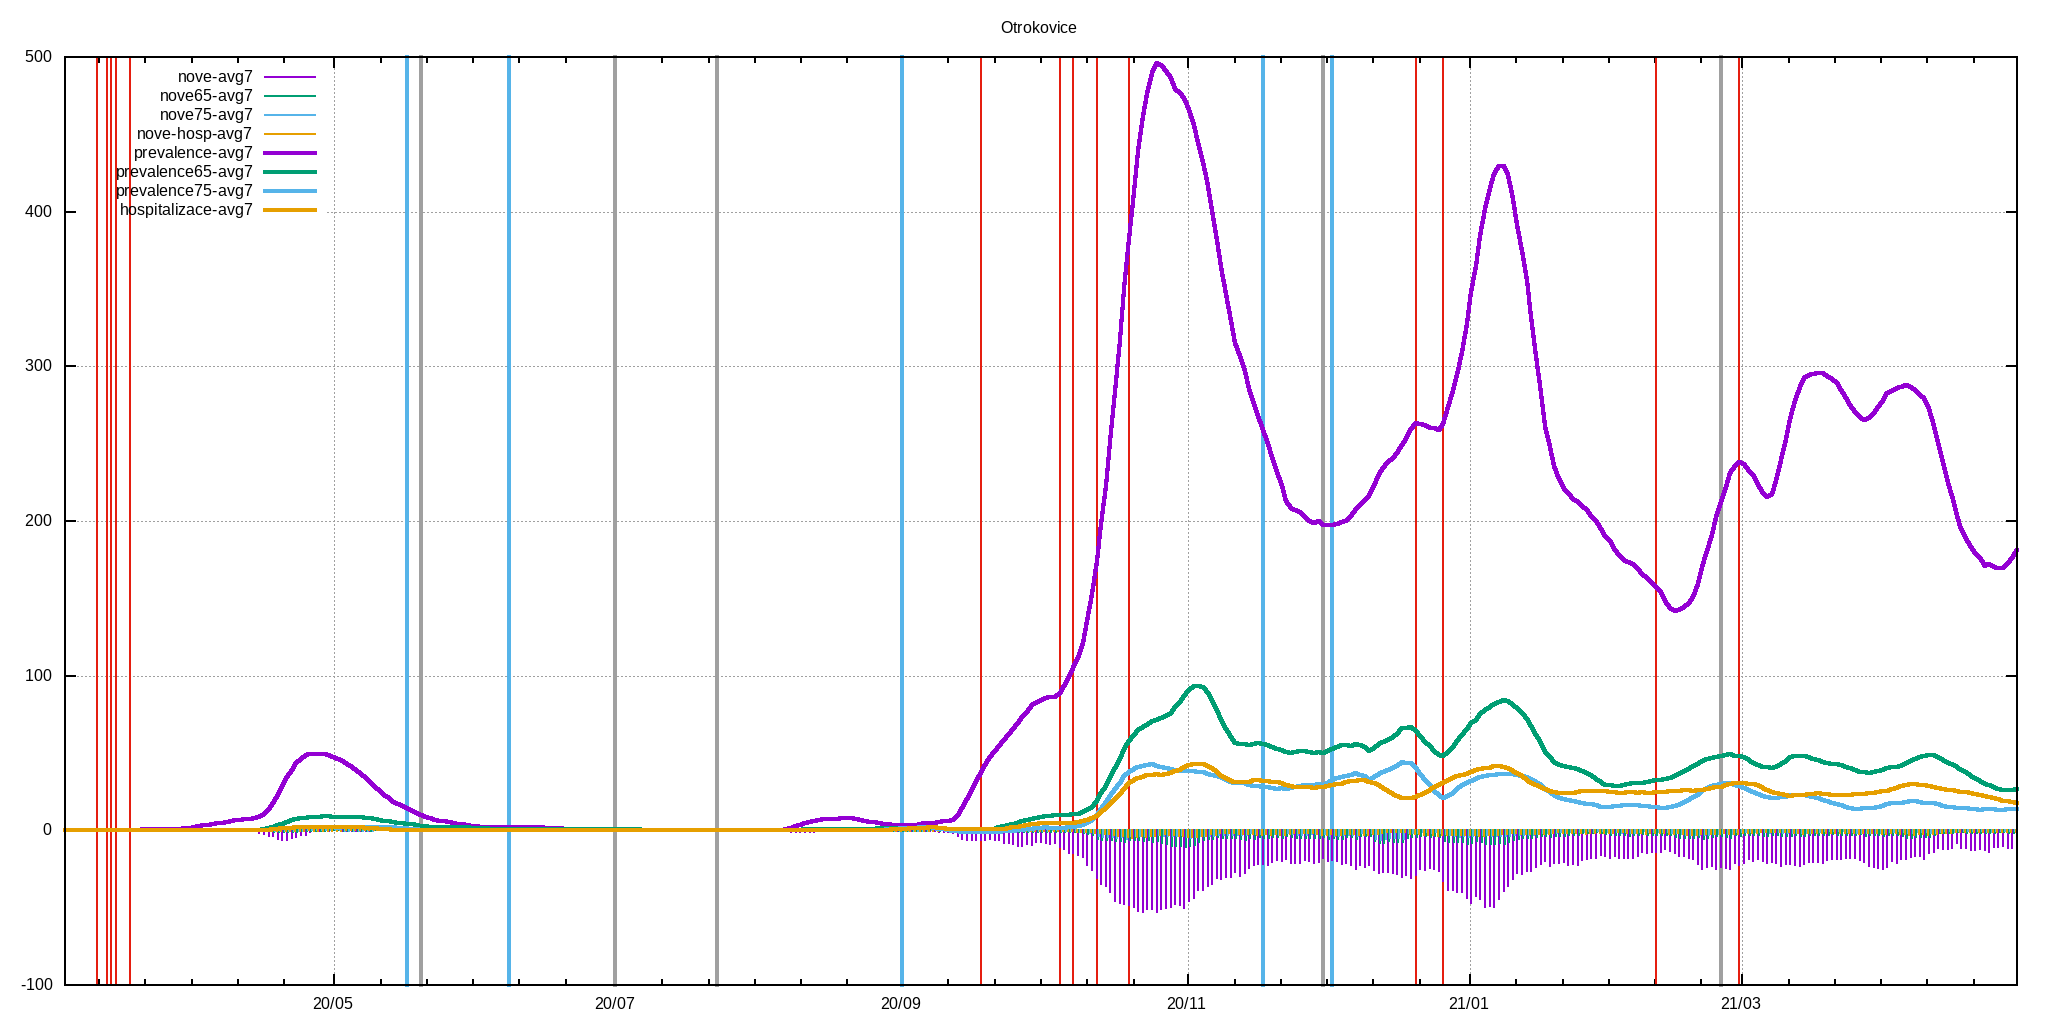 Otrokovice
500
400
300
200
100
0
-100
nove-avg7
nove65-avg7
nove75-avg7
nove-hosp-avg7
prevalence-avg7
prevalence65-avg7
prevalence75-avg7
hospitalizace-avg7
20/05
20/07
20/09
20/11
21/01
21/03